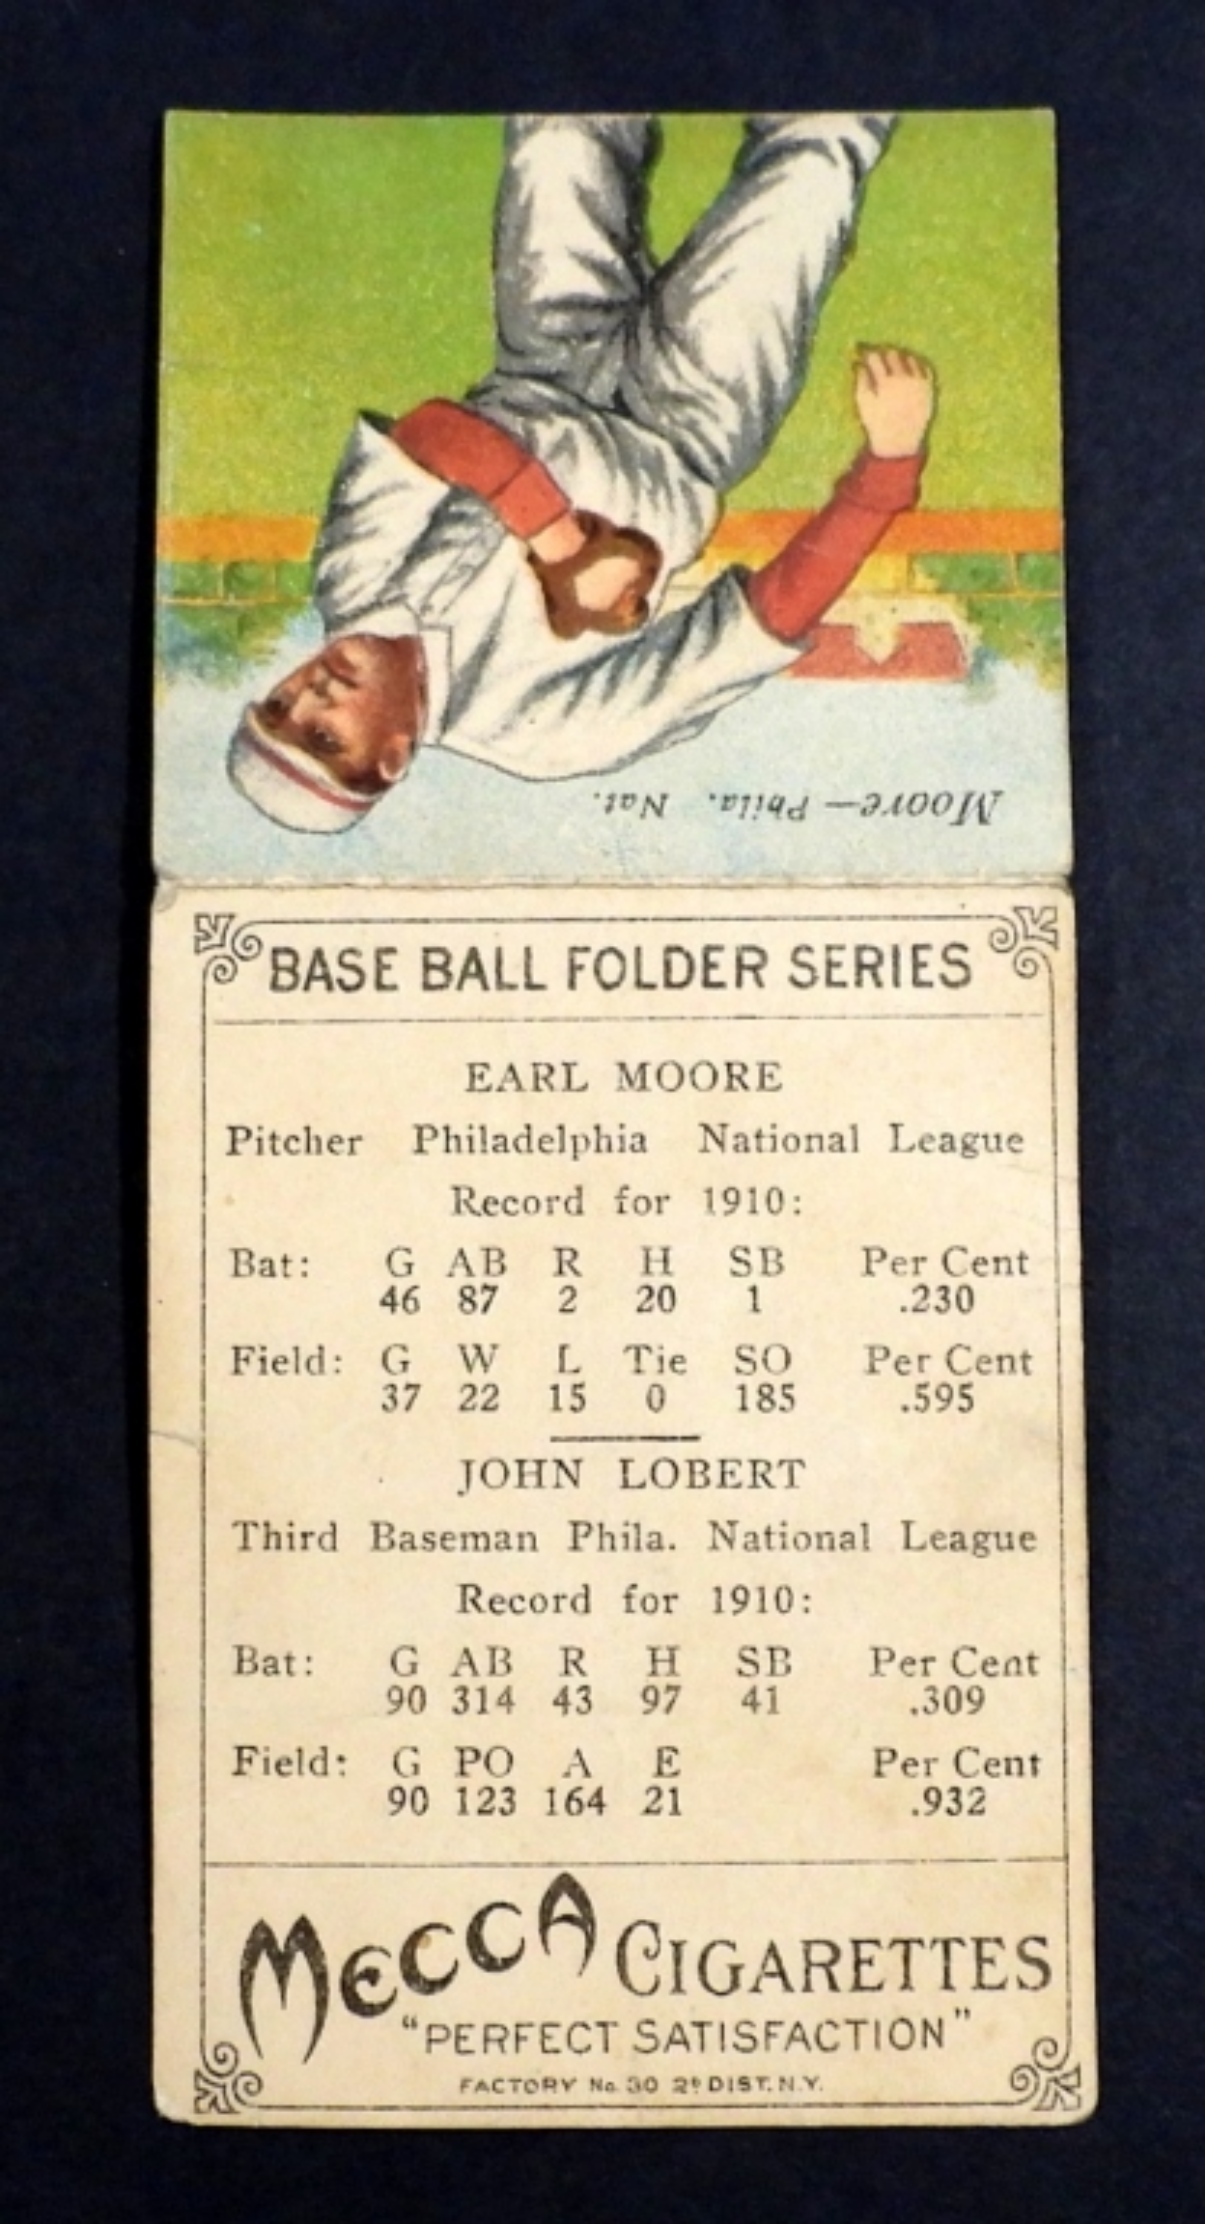 Moore—Phila. Nat.
BASE BALL FOLDER SERIES
EARL MOORE
Pitcher Philadelphia National League
Record for 1910:
Bat: G AB R H SB Per Cent
46 87 2 20 1 .230
Field: G W L Tie SO Per Cent
37 22 15 0 185 .595
JOHN LOBERT
Third Baseman Phila. National League
Record for 1910:
Bat: G AB R H SB Per Cent
90 314 43 97 41 .309
Field: G PO A E Per Cent
90 123 164 21 .932
MECCA CIGARETTES
"PERFECT SATISFACTION"
FACTORY No. 30 2d DIST. N.Y.